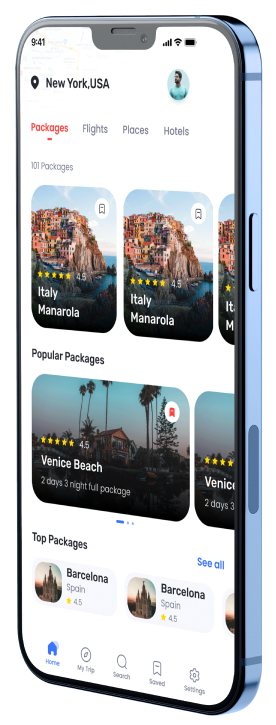 9:41
New York,USA
Packages Flights Places Hotels
101 Packages
4.5 4.5
Italy Italy It
Manarola Manarola M
Popular Packages
4.5
Venice Beach Venic
2 days 3 night full package 2 days 3
Top Packages See all
Barcelona Barcelona
Spain Spain
4.5 4.5
Home My Trip Search Saved Settings